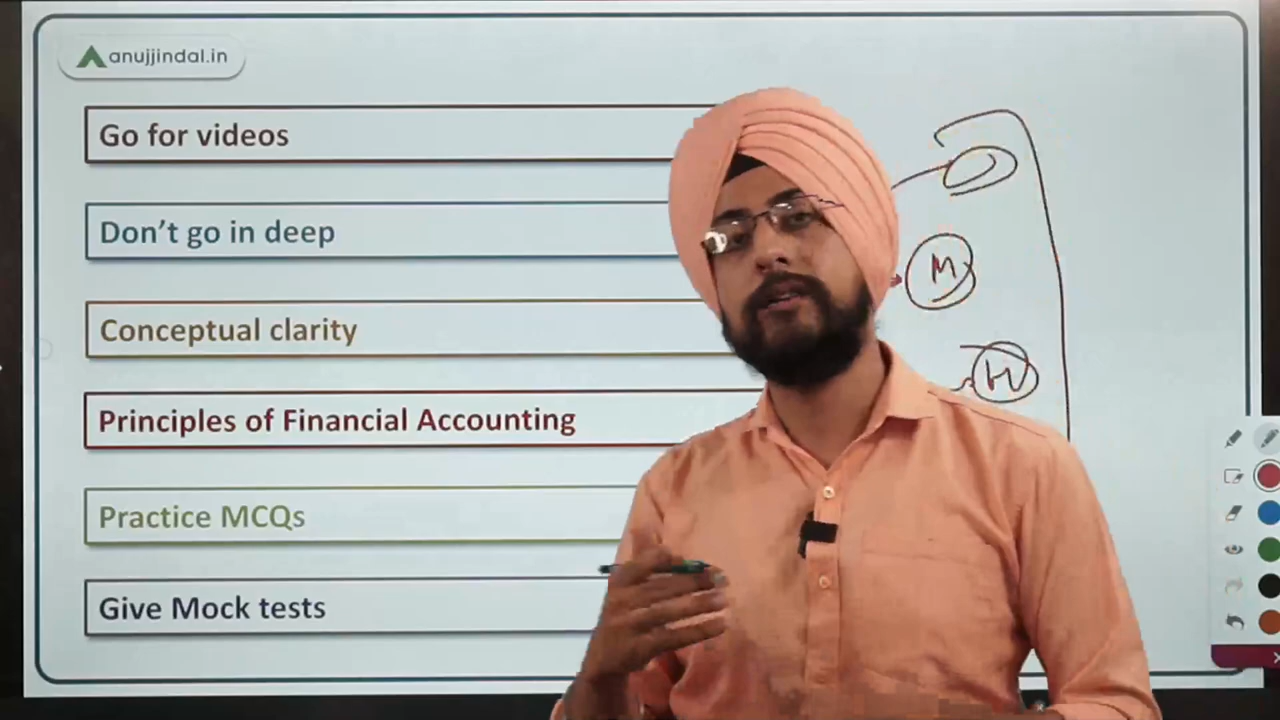 anujjindal.in
Go for videos
Don't go in deep
Conceptual clarity
Principles of Financial Accounting
Practice MCQs
Give Mock tests
M
H